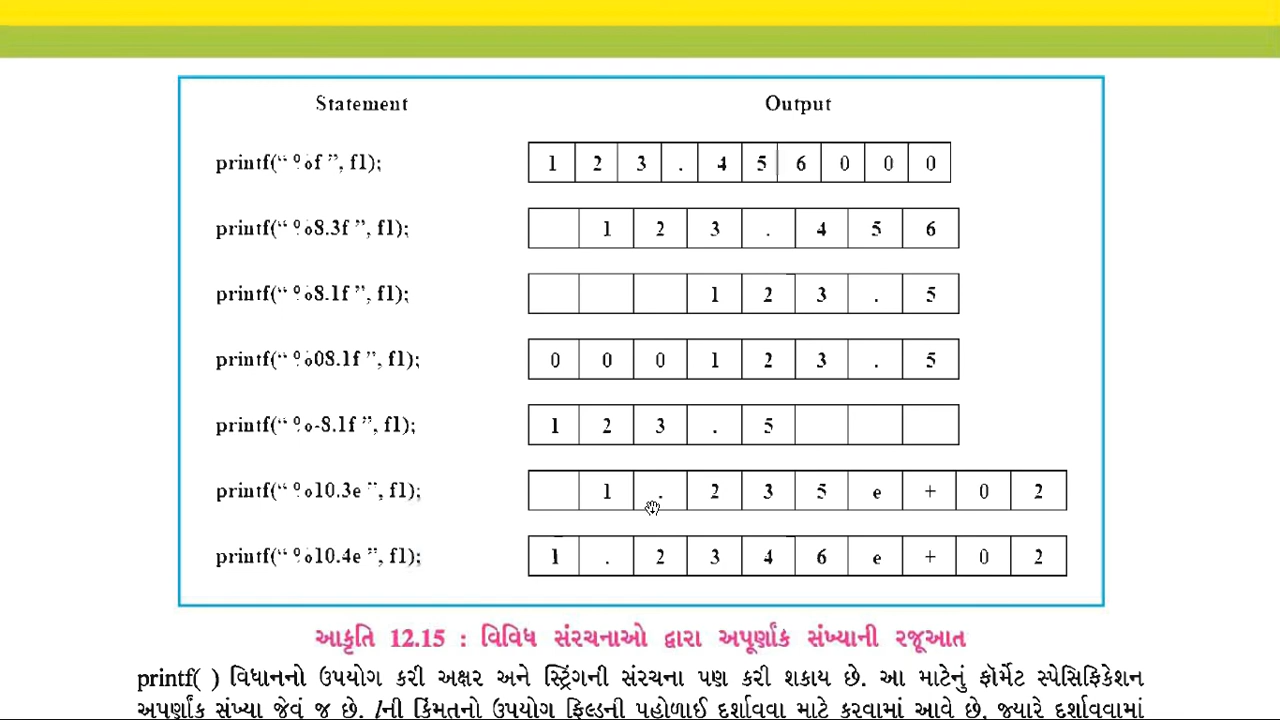 Statement Output
printf(“ %f ”, f1); 1 2 3 . 4 5 6 0 0 0
printf(“ %8.3f ”, f1); 1 2 3 . 4 5 6
printf(“ %8.1f ”, f1); 1 2 3 . 5
printf(“ %08.1f ”, f1); 0 0 0 1 2 3 . 5
printf(“ %-8.1f ”, f1); 1 2 3 . 5
printf(“ %10.3e ”, f1); 1 . 2 3 5 e + 0 2
printf(“ %10.4e ”, f1); 1 . 2 3 4 6 e + 0 2
આકૃતિ 12.15 : વિવિધ સંરચનાઓ દ્વારા અપૂર્ણાંક સંખ્યાની રજૂઆત
printf( ) વિધાનનો ઉપયોગ કરી અક્ષર અને સ્ટ્રિંગની સંરચના પણ કરી શકાય છે. આ માટેનું ફૉર્મેટ સ્પેસિફિકેશન
અપૂર્ણાંક સંખ્યા જેવું જ છે. lની કિંમતનો ઉપયોગ ફિલ્ડની પહોળાઈ દર્શાવવા માટે કરવામાં આવે છે, જ્યારે દર્શાવવામાં